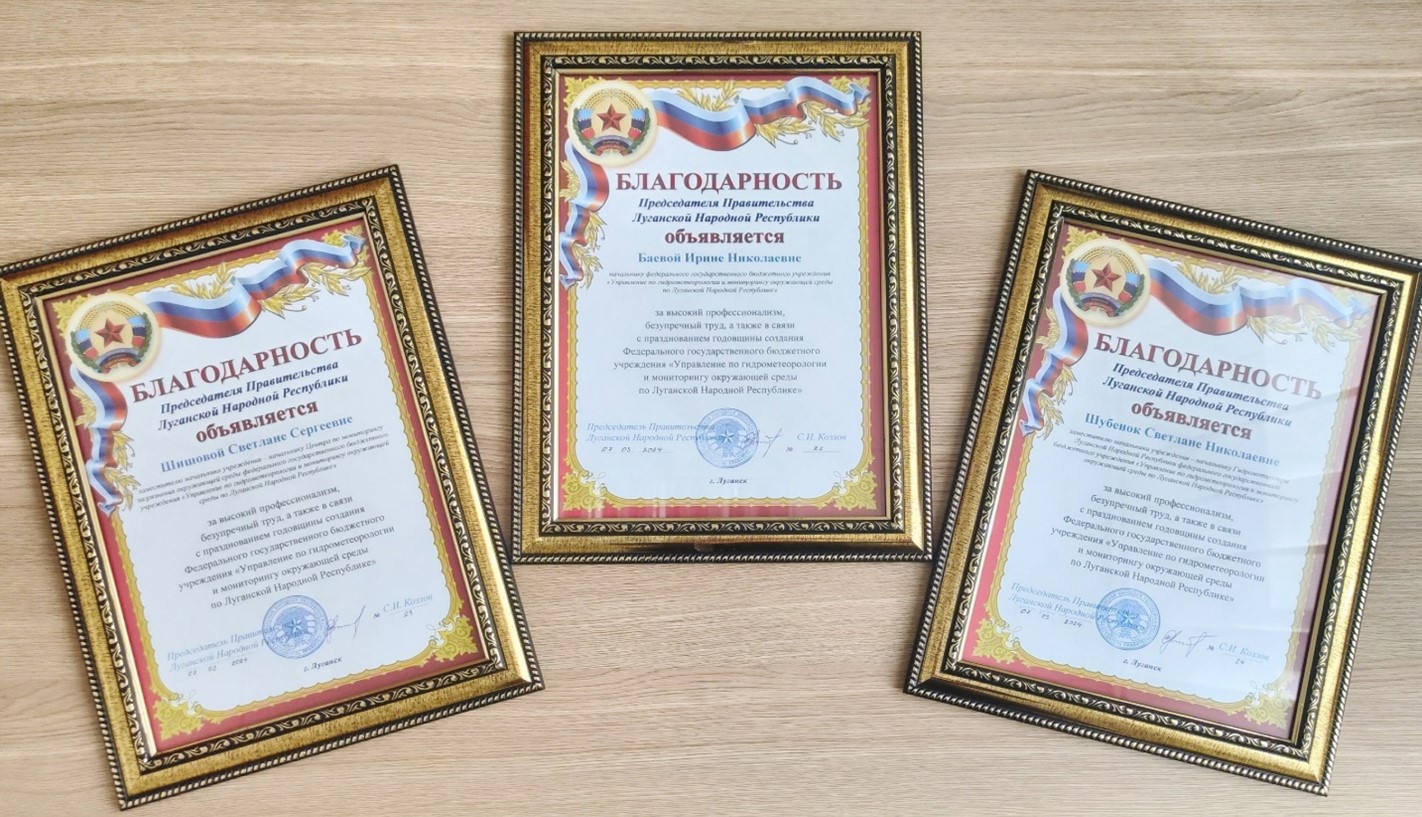 БЛАГОДАРНОСТЬ
Председателя Правительства
Луганской Народной Республики
объявляется
Шишовой Светлане Сергеевне
заместителю начальника учреждения – начальнику Центра по мониторингу
загрязнения окружающей среды федерального государственного бюджетного
учреждения «Управление по гидрометеорологии и мониторингу окружающей
среды по Луганской Народной Республике»
за высокий профессионализм,
безупречный труд, а также в связи
с празднованием годовщины создания
Федерального государственного бюджетного
учреждения «Управление по гидрометеорологии
и мониторингу окружающей среды
по Луганской Народной Республике»
Председатель Правительства
Луганской Народной Республики
С.И. Козлов
2024 № 23
г. Луганск
БЛАГОДАРНОСТЬ
Председателя Правительства
Луганской Народной Республики
объявляется
Баевой Ирине Николаевне
начальнику федерального государственного бюджетного учреждения
«Управление по гидрометеорологии и мониторингу окружающей среды
по Луганской Народной Республике»
за высокий профессионализм,
безупречный труд, а также в связи
с празднованием годовщины создания
Федерального государственного бюджетного
учреждения «Управление по гидрометеорологии
и мониторингу окружающей среды
по Луганской Народной Республике»
Председатель Правительства
Луганской Народной Республики С.И. Козлов
07 03 2024 № 22
г. Луганск
БЛАГОДАРНОСТЬ
Председателя Правительства
Луганской Народной Республики
объявляется
Шубенок Светлане Николаевне
заместителю начальника учреждения – начальнику Гидрометцентра
Луганской Народной Республики федерального государственного
бюджетного учреждения «Управление по гидрометеорологии и мониторингу
окружающей среды по Луганской Народной Республике»
за высокий профессионализм,
безупречный труд, а также в связи
с празднованием годовщины создания
Федерального государственного бюджетного
учреждения «Управление по гидрометеорологии
и мониторингу окружающей среды
по Луганской Народной Республике»
Председатель Правительства
Луганской Народной Республики
С.И. Козлов
07 03 2024 № 24
г. Луганск